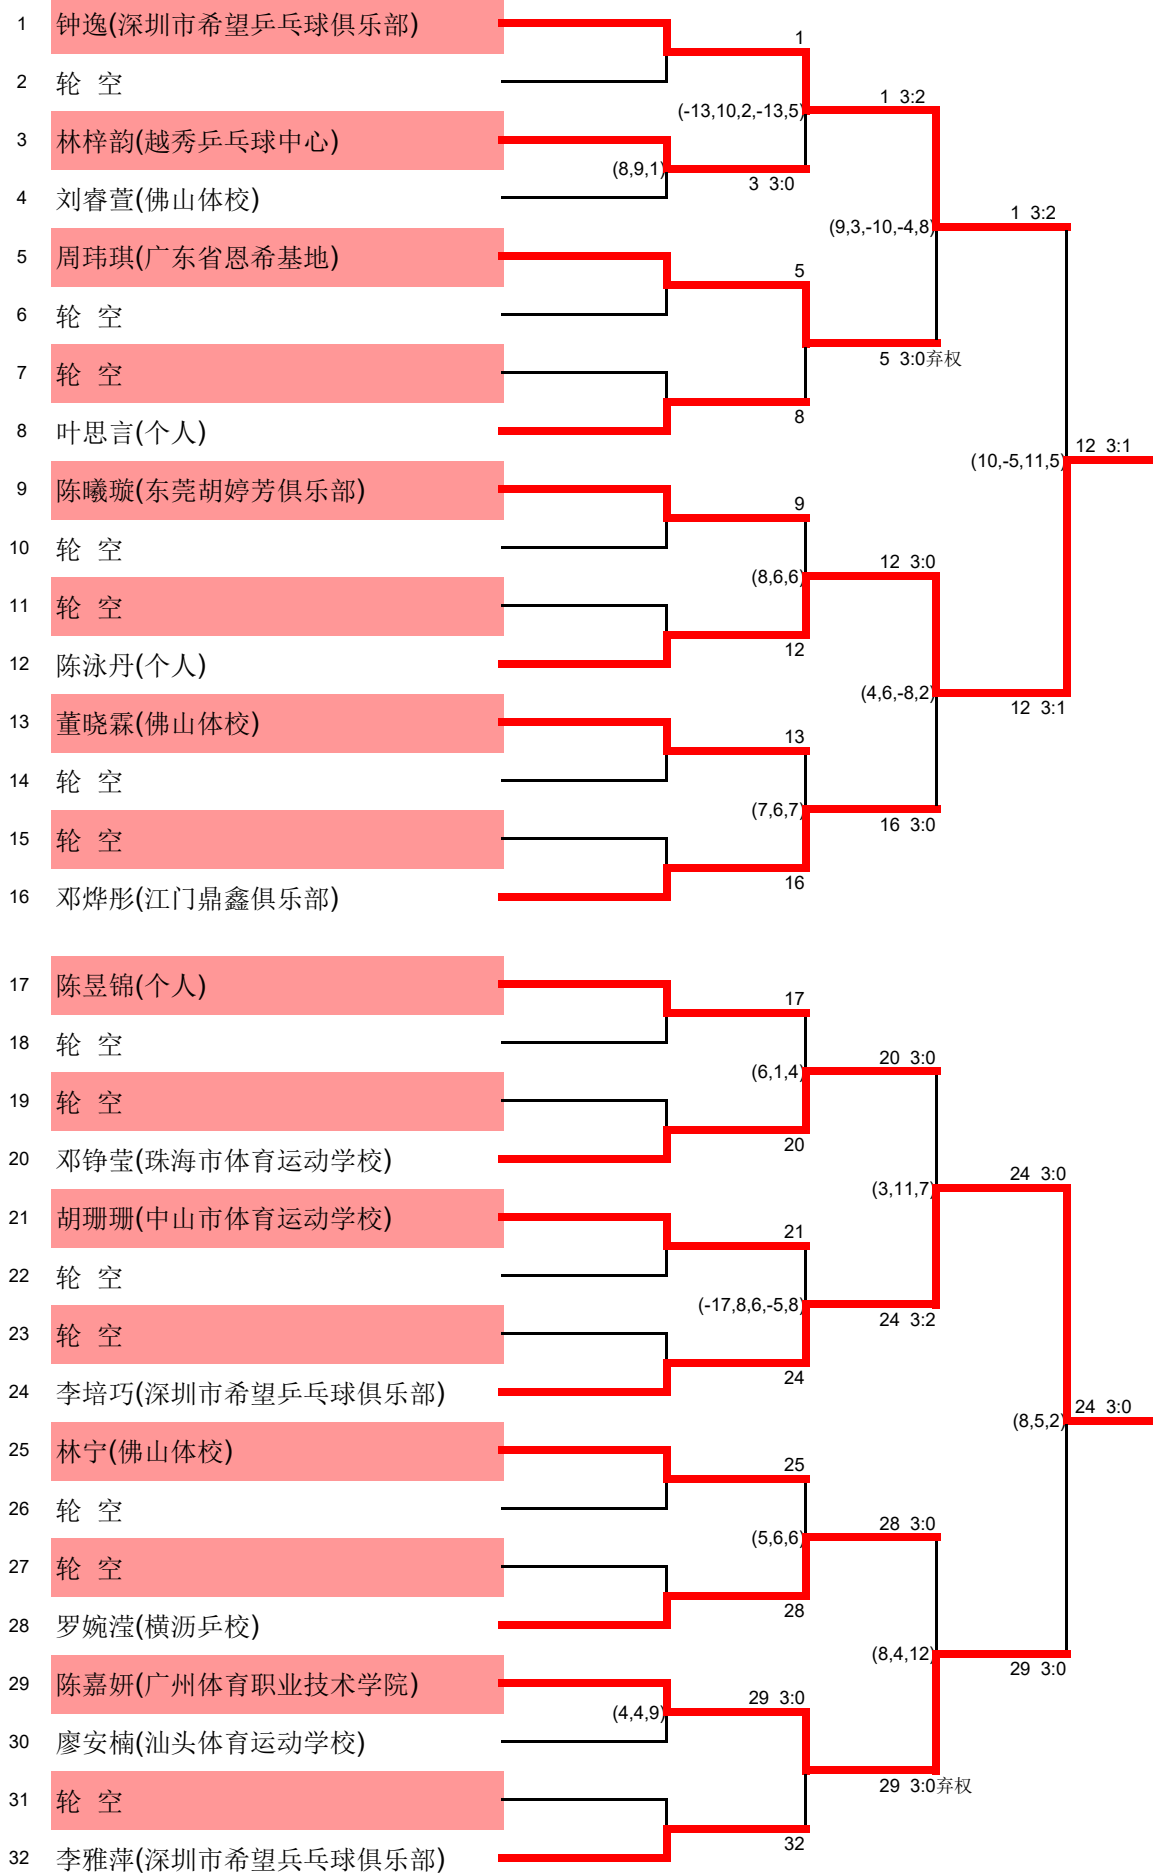 1 钟逸(深圳市希望乒乓球俱乐部)
1
2 轮 空
(-13,10,2,-13,5)
1 3:2
3 林梓韵(越秀乒乓球中心)
(8,9,1)
3 3:0
4 刘睿萱(佛山体校)
(9,3,-10,-4,8)
1 3:2
5 周玮琪(广东省恩希基地)
5
6 轮 空
5 3:0弃权
7 轮 空
8 叶思言(个人)
8
(10,-5,11,5)
12 3:1
9 陈曦璇(东莞胡婷芳俱乐部)
9
10 轮 空
(8,6,6)
12 3:0
11 轮 空
12 陈泳丹(个人)
12
(4,6,-8,2)
12 3:1
13 董晓霖(佛山体校)
13
14 轮 空
(7,6,7)
16 3:0
15 轮 空
16 邓烨彤(江门鼎鑫俱乐部)
16
17 陈昱锦(个人)
17
18 轮 空
(6,1,4)
20 3:0
19 轮 空
20 邓铮莹(珠海市体育运动学校)
20
(3,11,7)
24 3:0
21 胡珊珊(中山市体育运动学校)
21
22 轮 空
(-17,8,6,-5,8)
24 3:2
23 轮 空
24 李培巧(深圳市希望乒乓球俱乐部)
24
(8,5,2)
24 3:0
25 林宁(佛山体校)
25
26 轮 空
(5,6,6)
28 3:0
27 轮 空
28 罗婉滢(横沥乒校)
28
(8,4,12)
29 3:0
29 陈嘉妍(广州体育职业技术学院)
(4,4,9)
29 3:0
30 廖安楠(汕头体育运动学校)
29 3:0弃权
31 轮 空
32 李雅萍(深圳市希望兵乓球俱乐部)
32